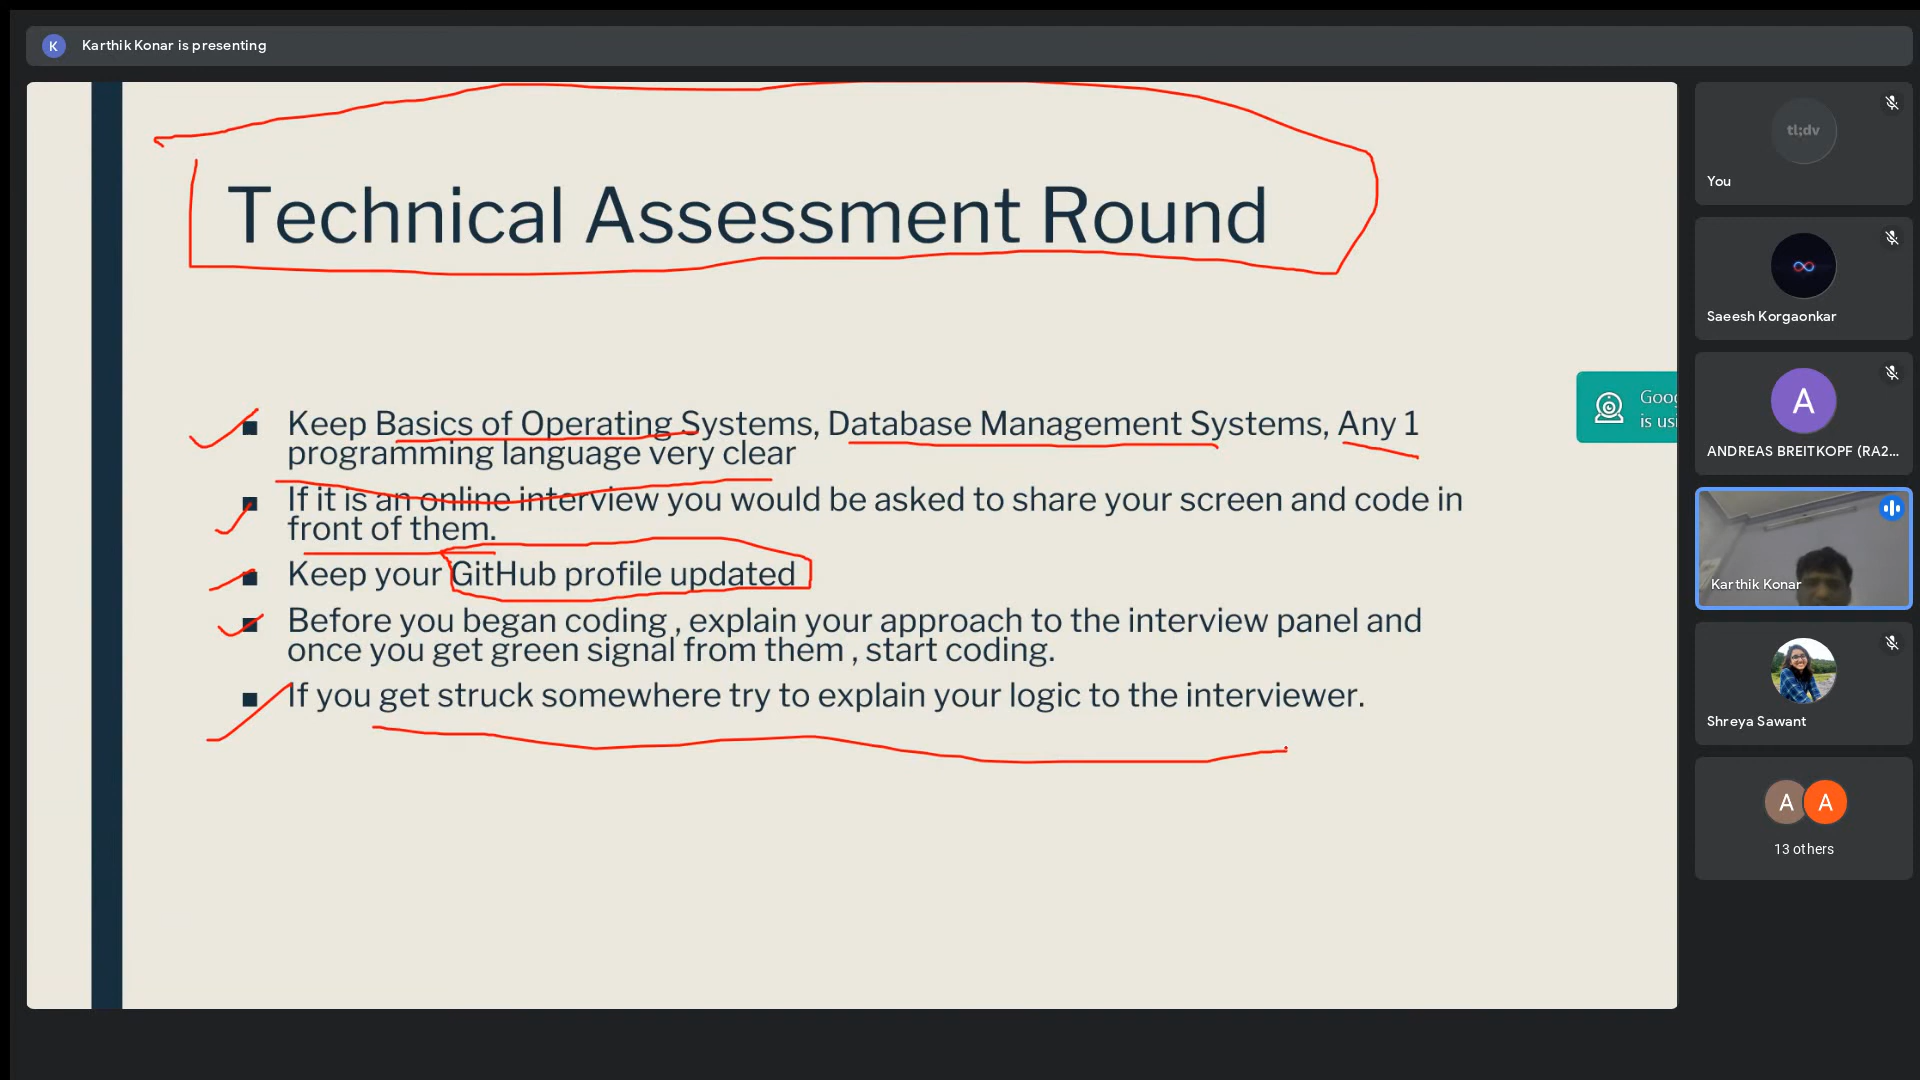 K
Karthik Konar is presenting
Technical Assessment Round
Keep Basics of Operating Systems, Database Management Systems, Any 1
programming language very clear
If it is an online interview you would be asked to share your screen and code in
front of them.
Keep your GitHub profile updated
Before you began coding , explain your approach to the interview panel and
once you get green signal from them , start coding.
If you get struck somewhere try to explain your logic to the interviewer.
Goog
is usi
tl;dv
You
Saeesh Korgaonkar
A
ANDREAS BREITKOPF (RA2...
Karthik Konar
Shreya Sawant
A A
13 others